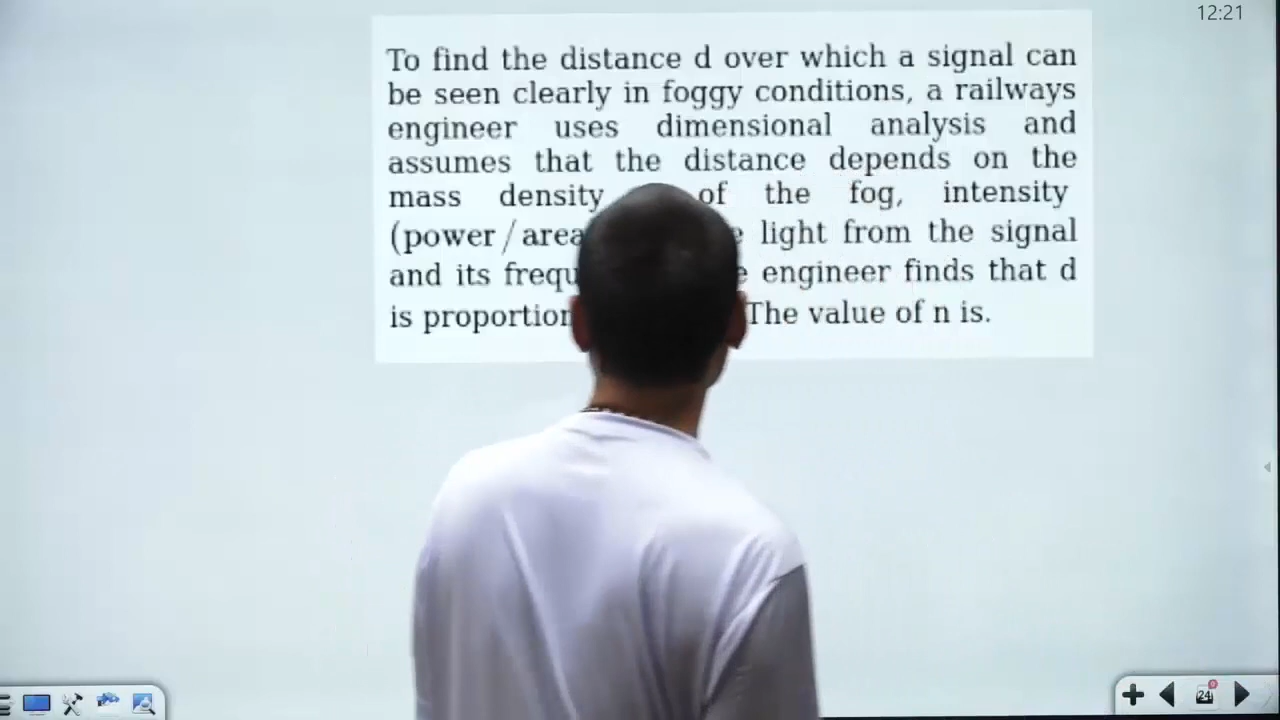 12:21
To find the distance d over which a signal can
be seen clearly in foggy conditions, a railways
engineer uses dimensional analysis and
assumes that the distance depends on the
mass density of the fog, intensity
(power/area light from the signal
and its engineer finds that d
is The value of n is.
24